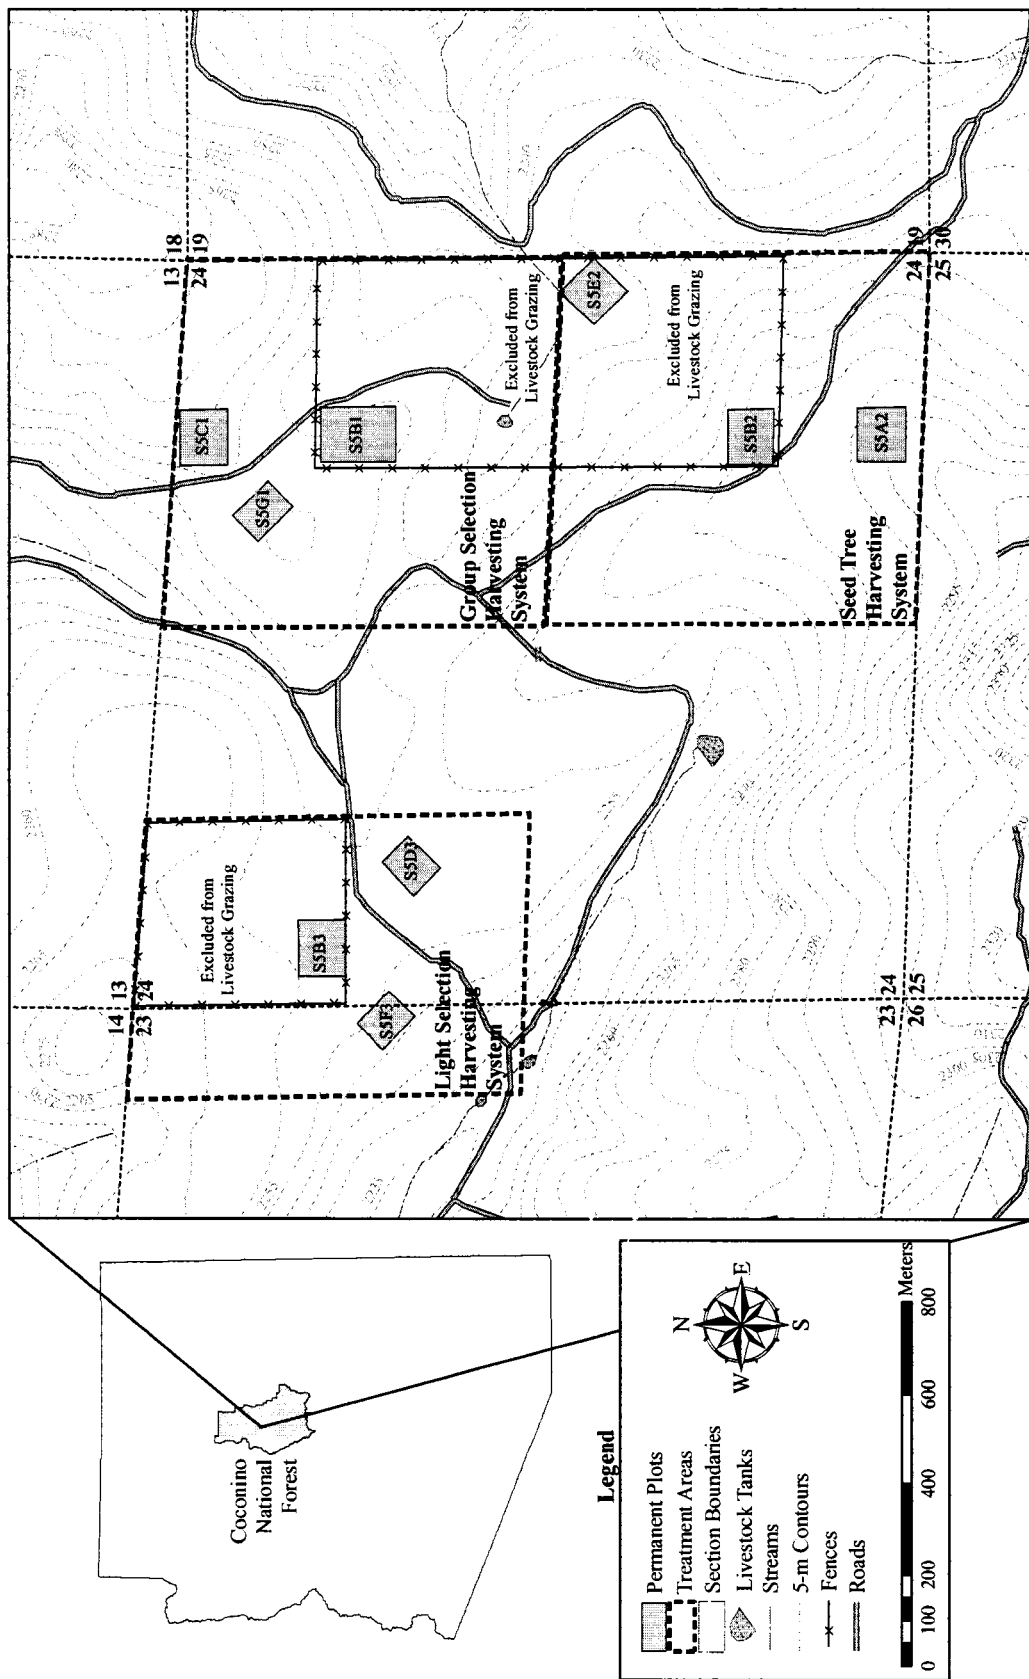 Coconino
National
Forest
Legend
Permanent Plots
Treatment Areas
Section Boundaries
Livestock Tanks
Streams
5-m Contours
Fences
Roads
N
W
E
S
0 100 200 400 600 800
Meters
14 13
23 24
13 18
24 19
23 24
26 25
24 19
25 30
Excluded from
Livestock Grazing
S5B3
S5F3
S5D3
Light Selection
Harvesting
System
S5C1
S5G1
S5B1
Excluded from
Livestock Grazing
Group Selection
Harvesting
System
S5E2
Excluded from
Livestock Grazing
S5B2
S5A2
Seed Tree
Harvesting
System